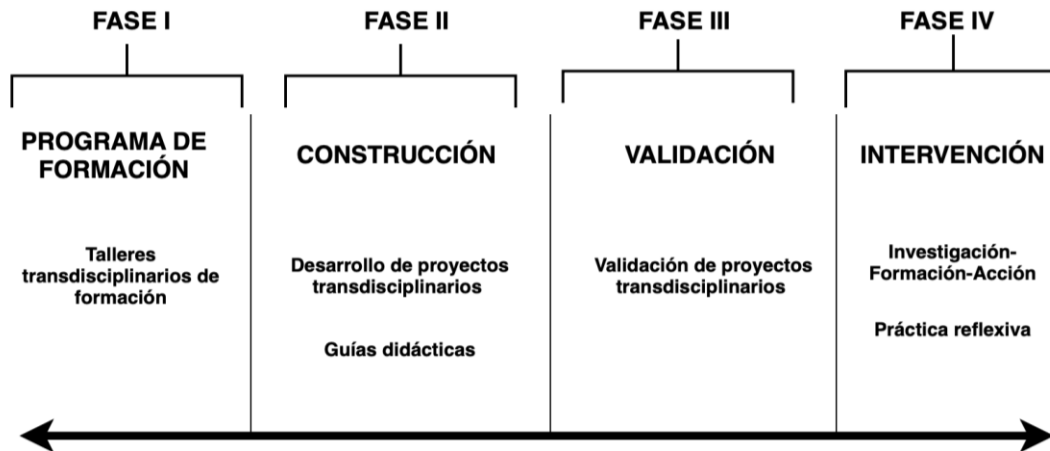 FASE I
PROGRAMA DE
FORMACIÓN
Talleres
transdisciplinarios de
formación
FASE II
CONSTRUCCIÓN
Desarrollo de proyectos
transdisciplinarios
Guías didácticas
FASE III
VALIDACIÓN
Validación de proyectos
transdisciplinarios
FASE IV
INTERVENCIÓN
Investigación-
Formación-Acción
Práctica reflexiva